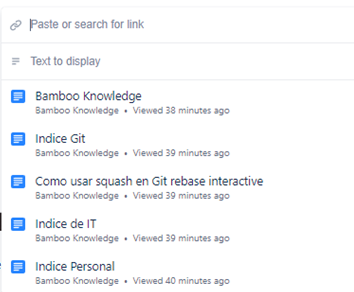 Paste or search for link
Text to display
Bamboo Knowledge
Bamboo Knowledge • Viewed 38 minutes ago
Indice Git
Bamboo Knowledge • Viewed 39 minutes ago
Como usar squash en Git rebase interactive
Bamboo Knowledge • Viewed 39 minutes ago
Indice de IT
Bamboo Knowledge • Viewed 39 minutes ago
Indice Personal
Bamboo Knowledge • Viewed 40 minutes ago